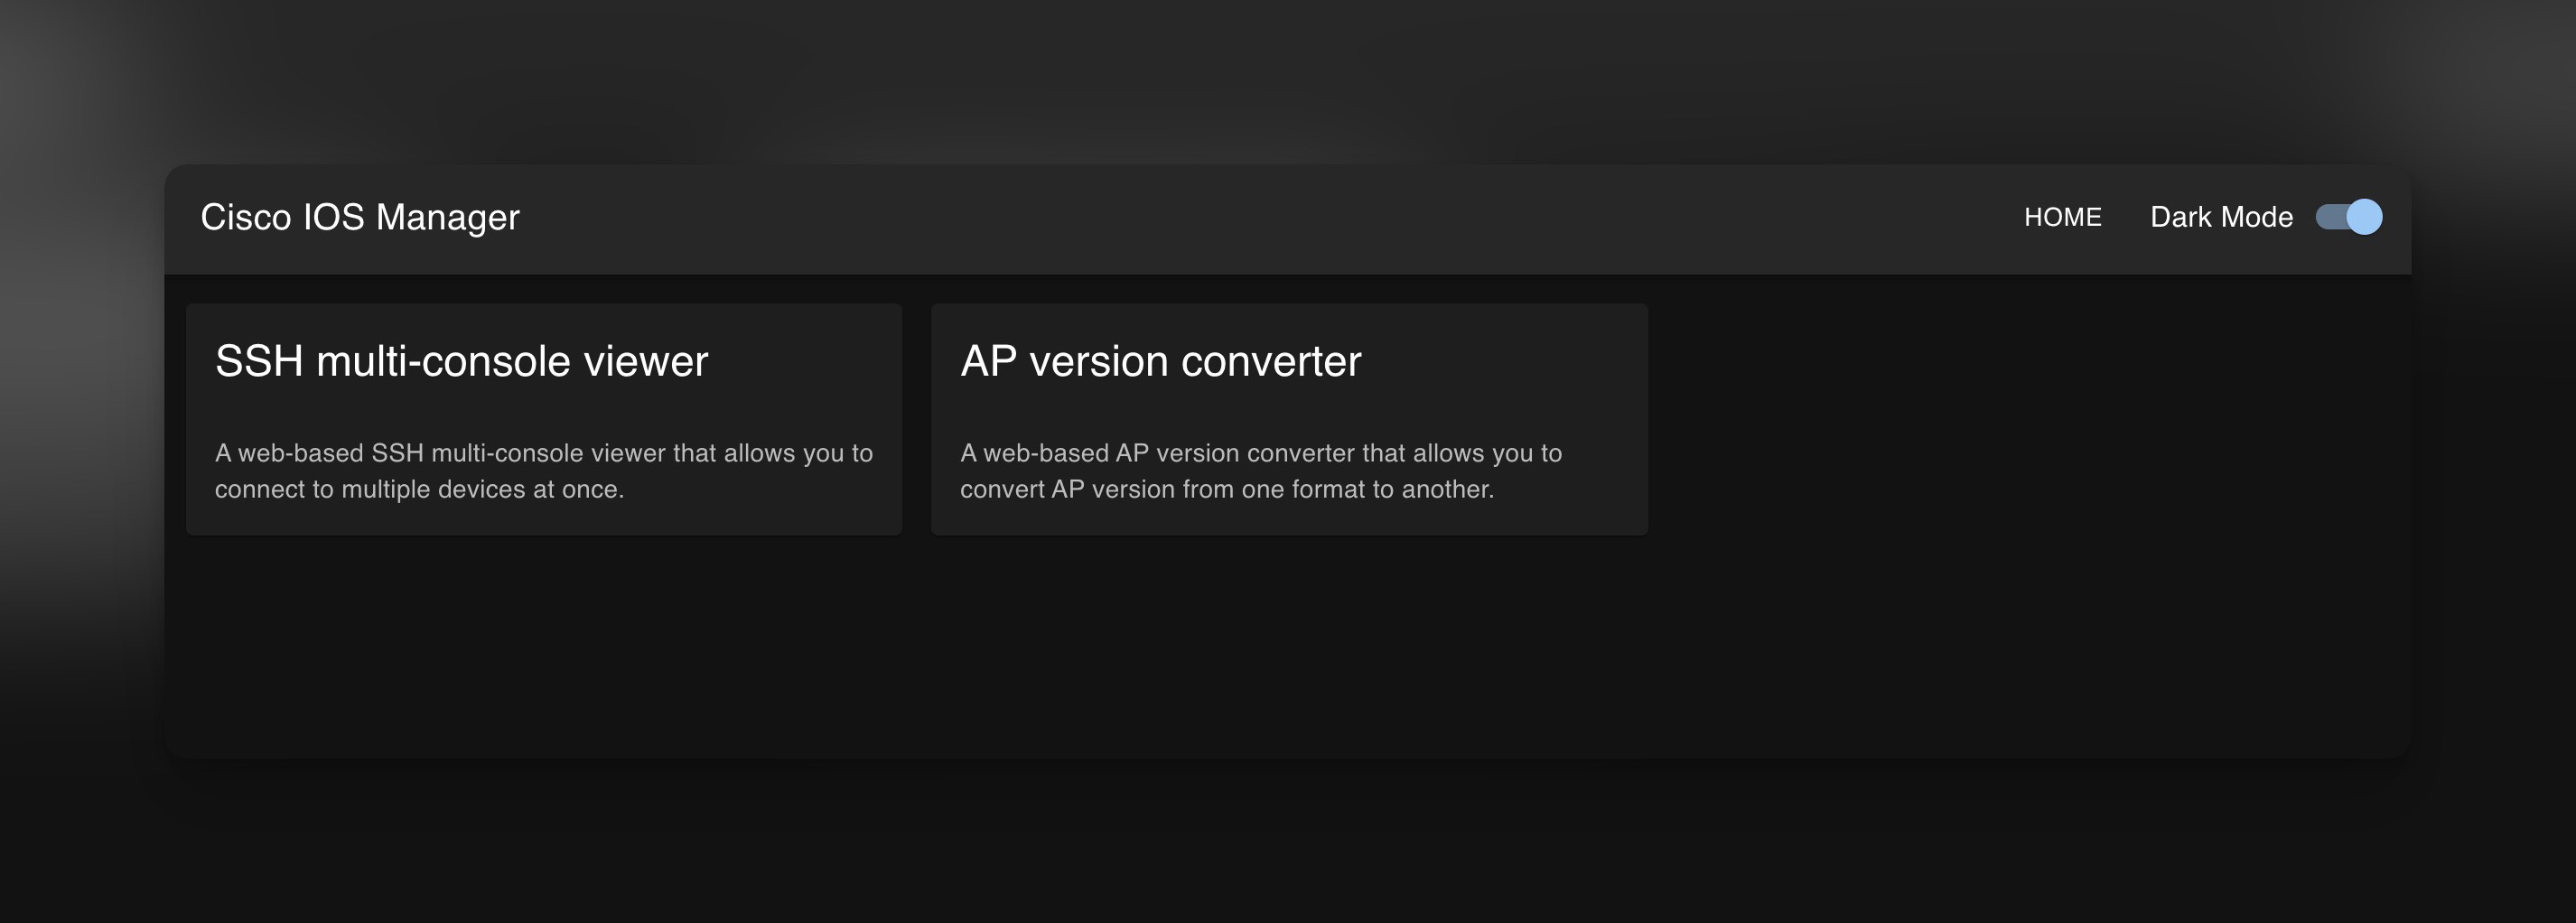 Cisco IOS Manager
HOME
Dark Mode
SSH multi-console viewer
A web-based SSH multi-console viewer that allows you to
connect to multiple devices at once.
AP version converter
A web-based AP version converter that allows you to
convert AP version from one format to another.